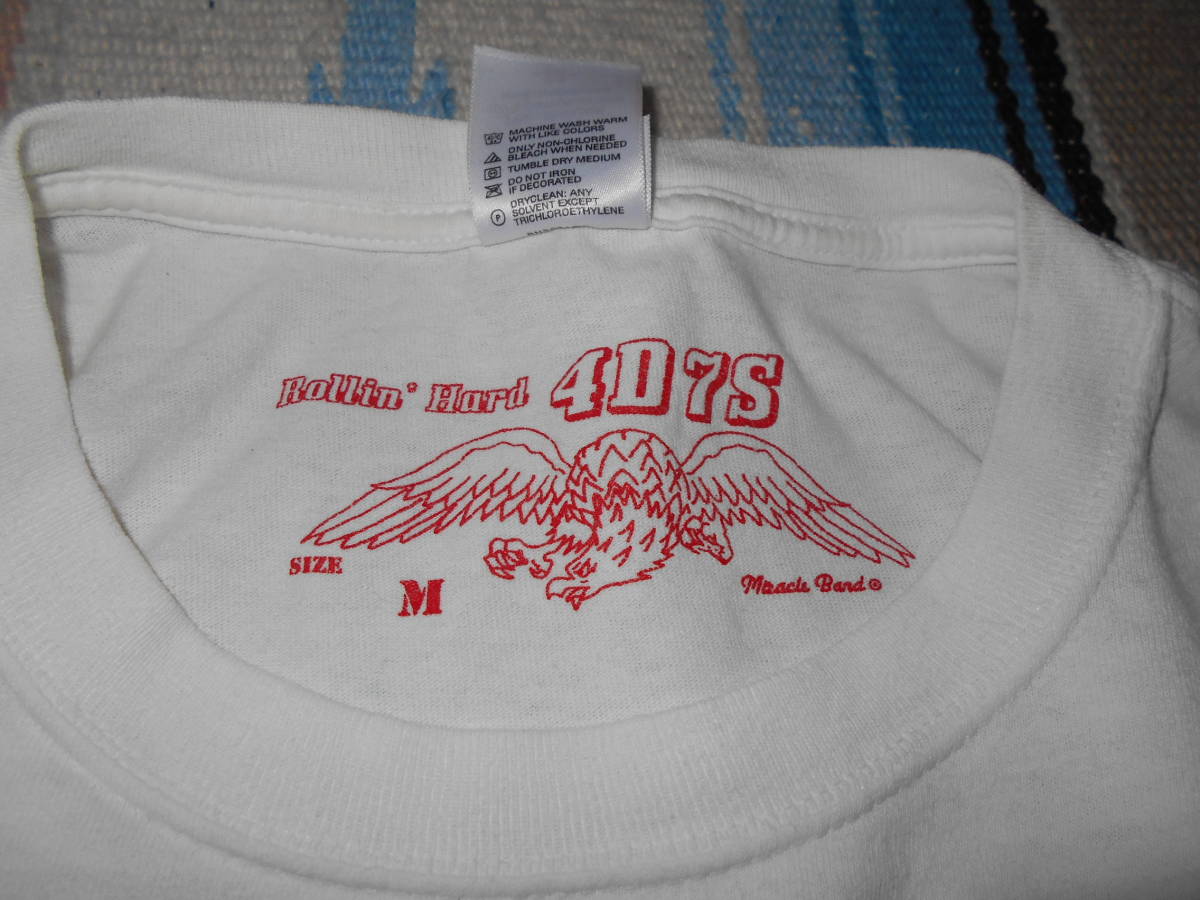 MACHINE WASH WARM
WITH LIKE COLORS
ONLY NON-CHLORINE
BLEACH WHEN NEEDED
TUMBLE DRY MEDIUM
DO NOT IRON
IF DECORATED
DRYCLEAN: ANY
SOLVENT EXCEPT
TRICHLOROETHYLENE
P
Rollin' Hard 4D7S
SIZE
M
Miracle Band ©